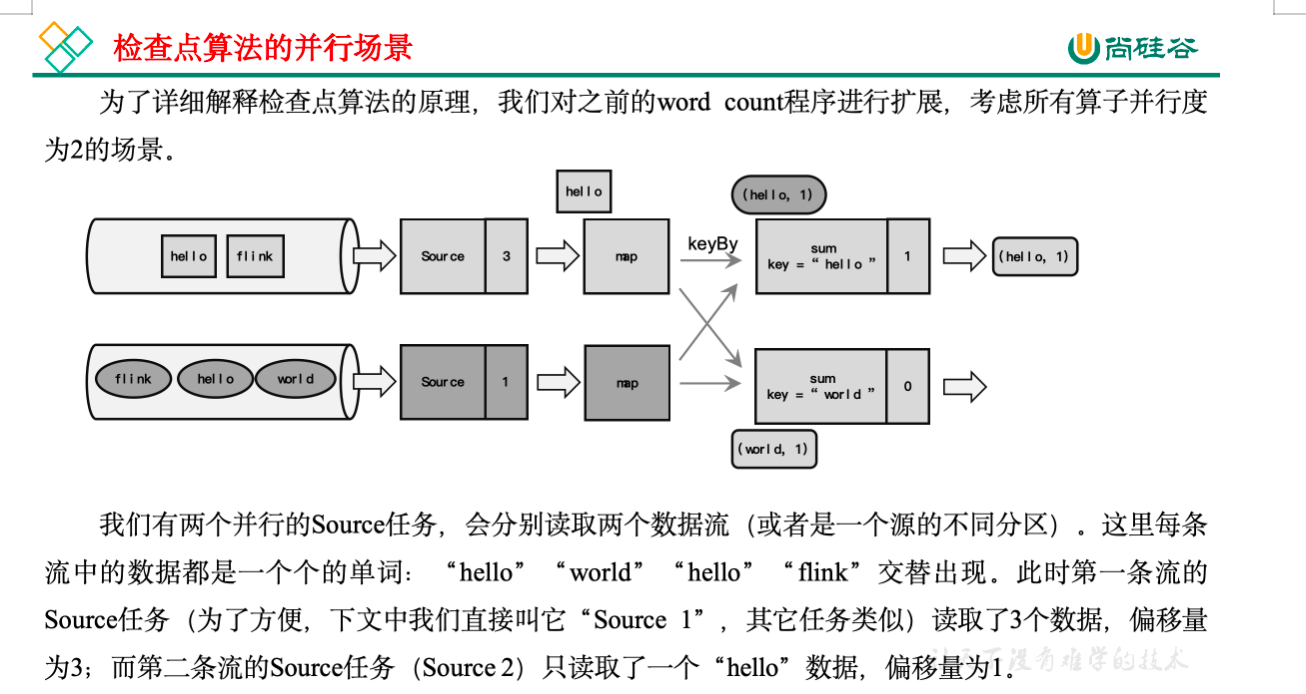 检查点算法的并行场景
尚硅谷
为了详细解释检查点算法的原理，我们对之前的word count程序进行扩展，考虑所有算子并行度
为2的场景。
hello
(hello, 1)
hello flink Source 3 map keyBy sum 1 (hello, 1)
key = “ hello ”
flink hello world Source 1 map sum 0
key = “ world ”
(world, 1)
我们有两个并行的Source任务，会分别读取两个数据流（或者是一个源的不同分区）。这里每条
流中的数据都是一个个的单词：“hello”“world”“hello”“flink”交替出现。此时第一条流的
Source任务（为了方便，下文中我们直接叫它“Source 1”，其它任务类似）读取了3个数据，偏移量
为3；而第二条流的Source任务（Source 2）只读取了一个“hello”数据，偏移量为1。
没有难学的技术